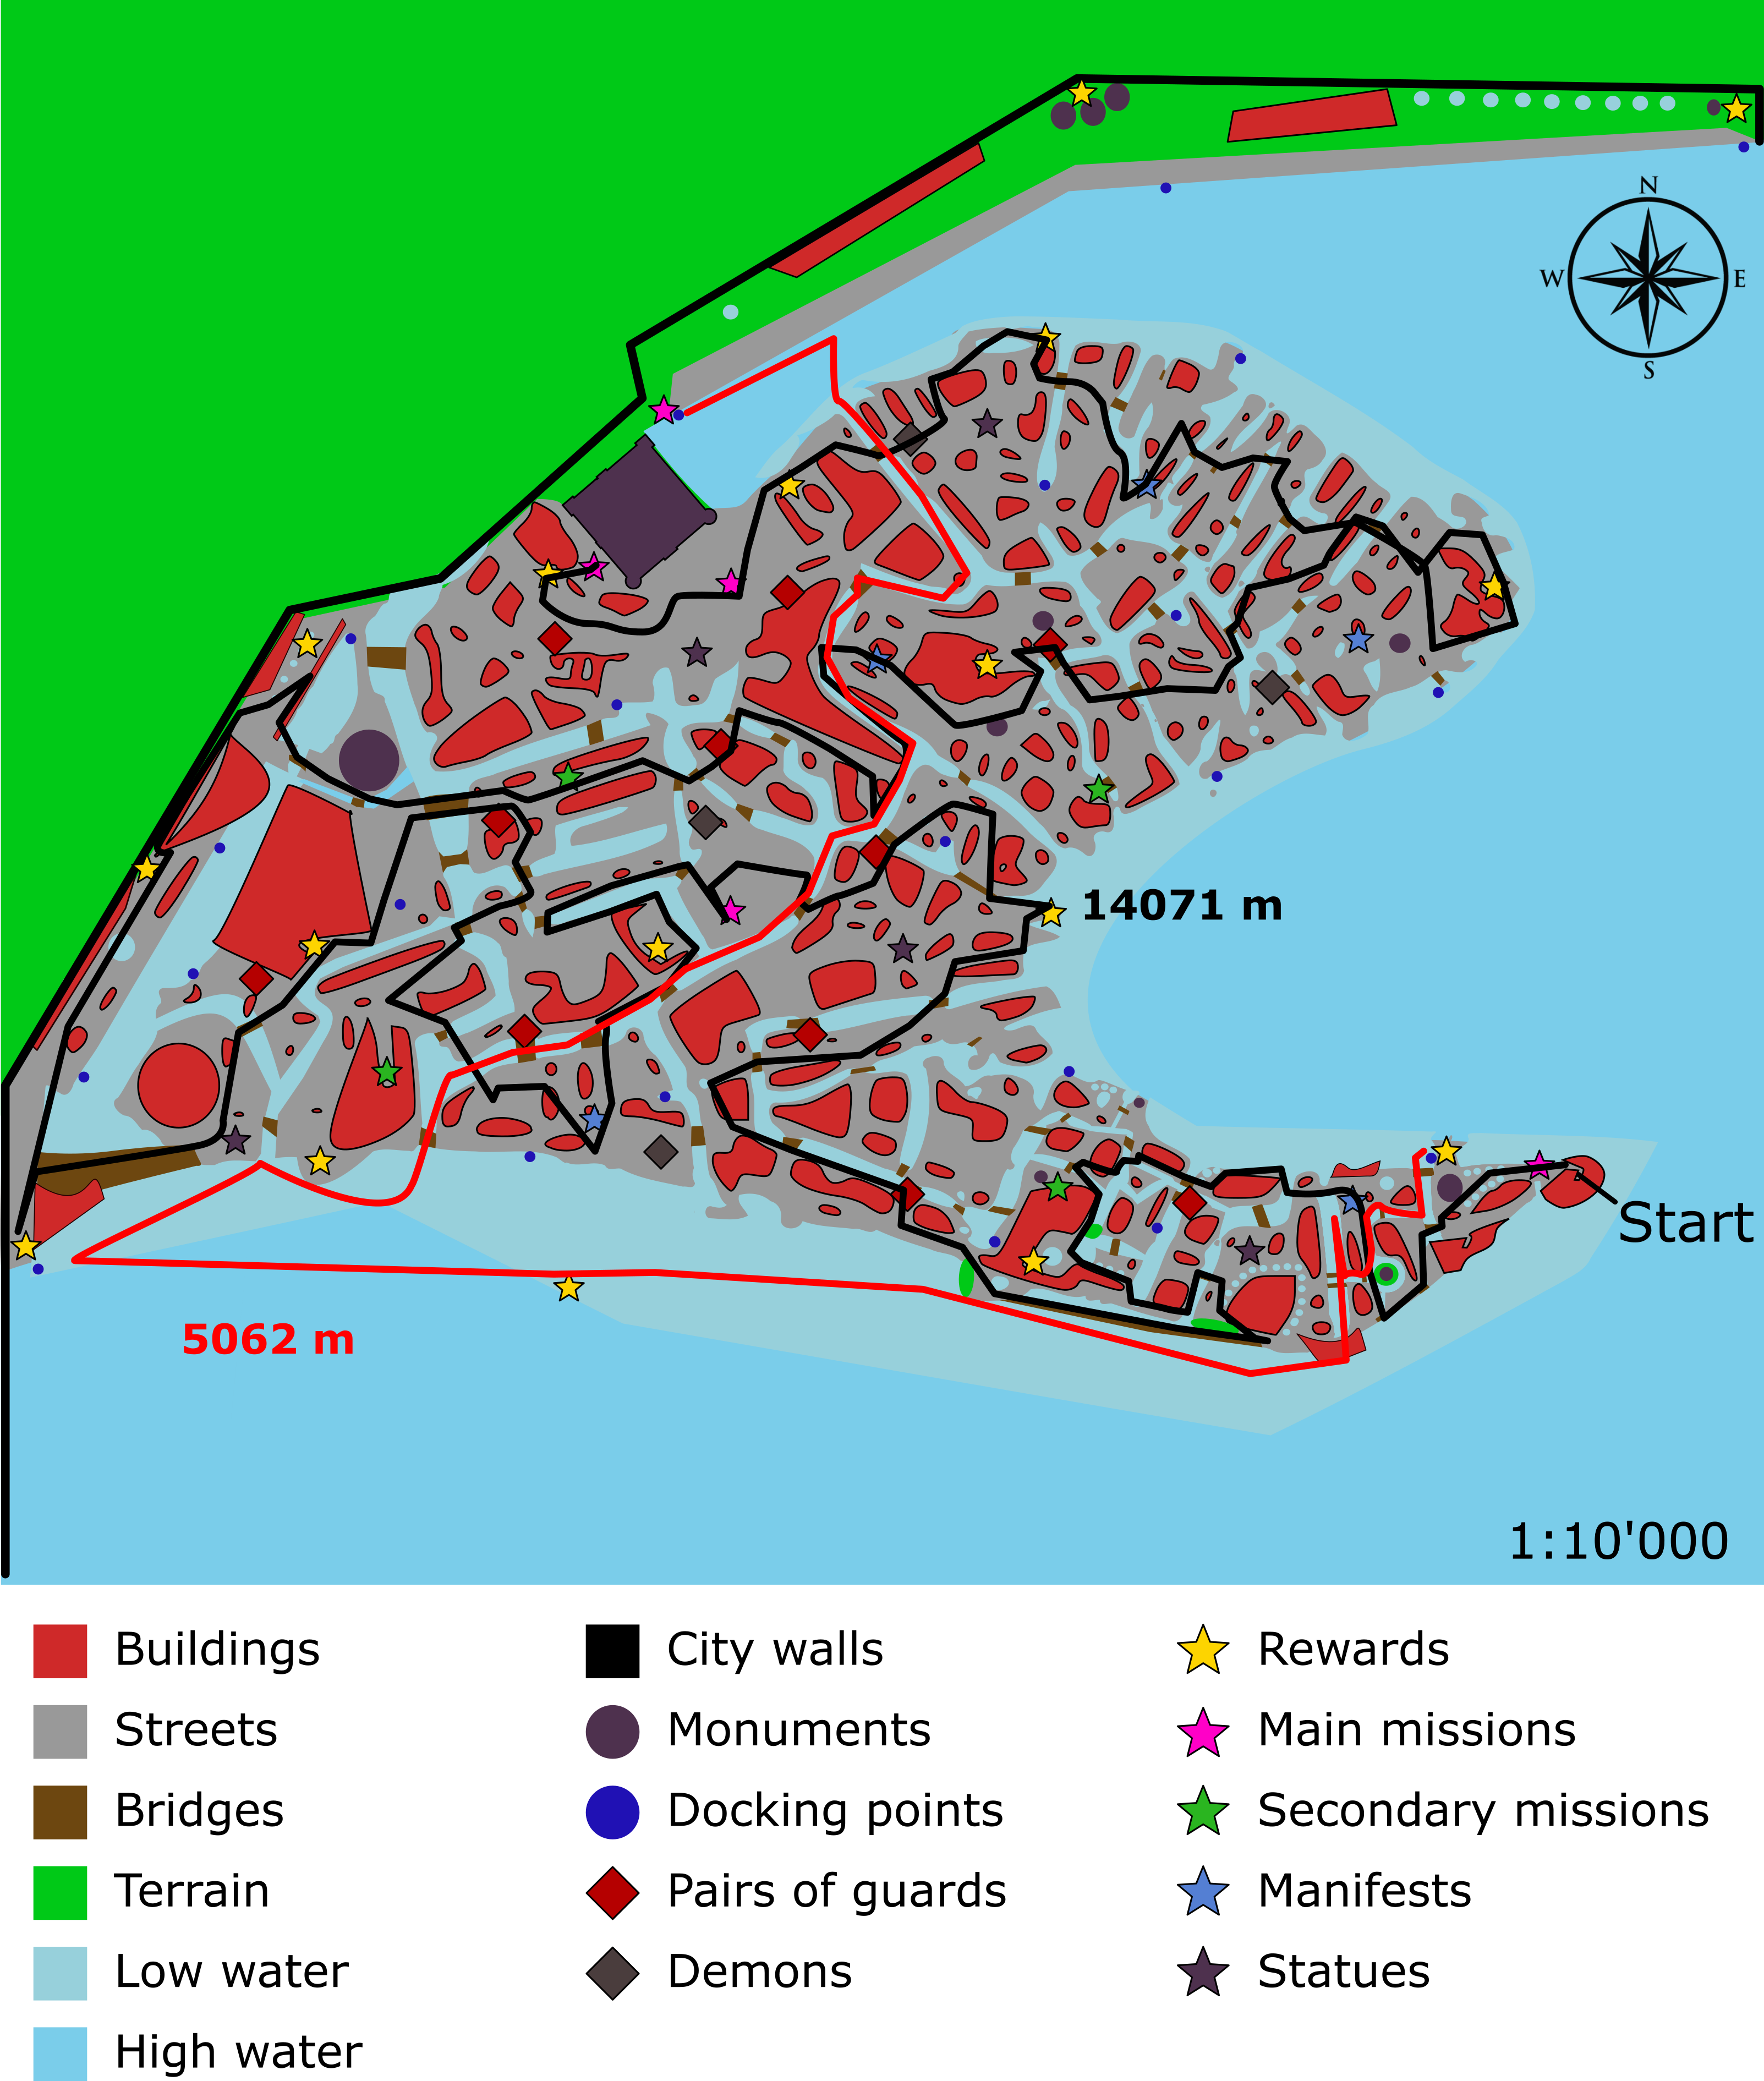 N
W E
S
14071 m
Start
5062 m
1:10'000
Buildings
City walls
Rewards
Streets
Monuments
Main missions
Bridges
Docking points
Secondary missions
Terrain
Pairs of guards
Manifests
Low water
Demons
Statues
High water